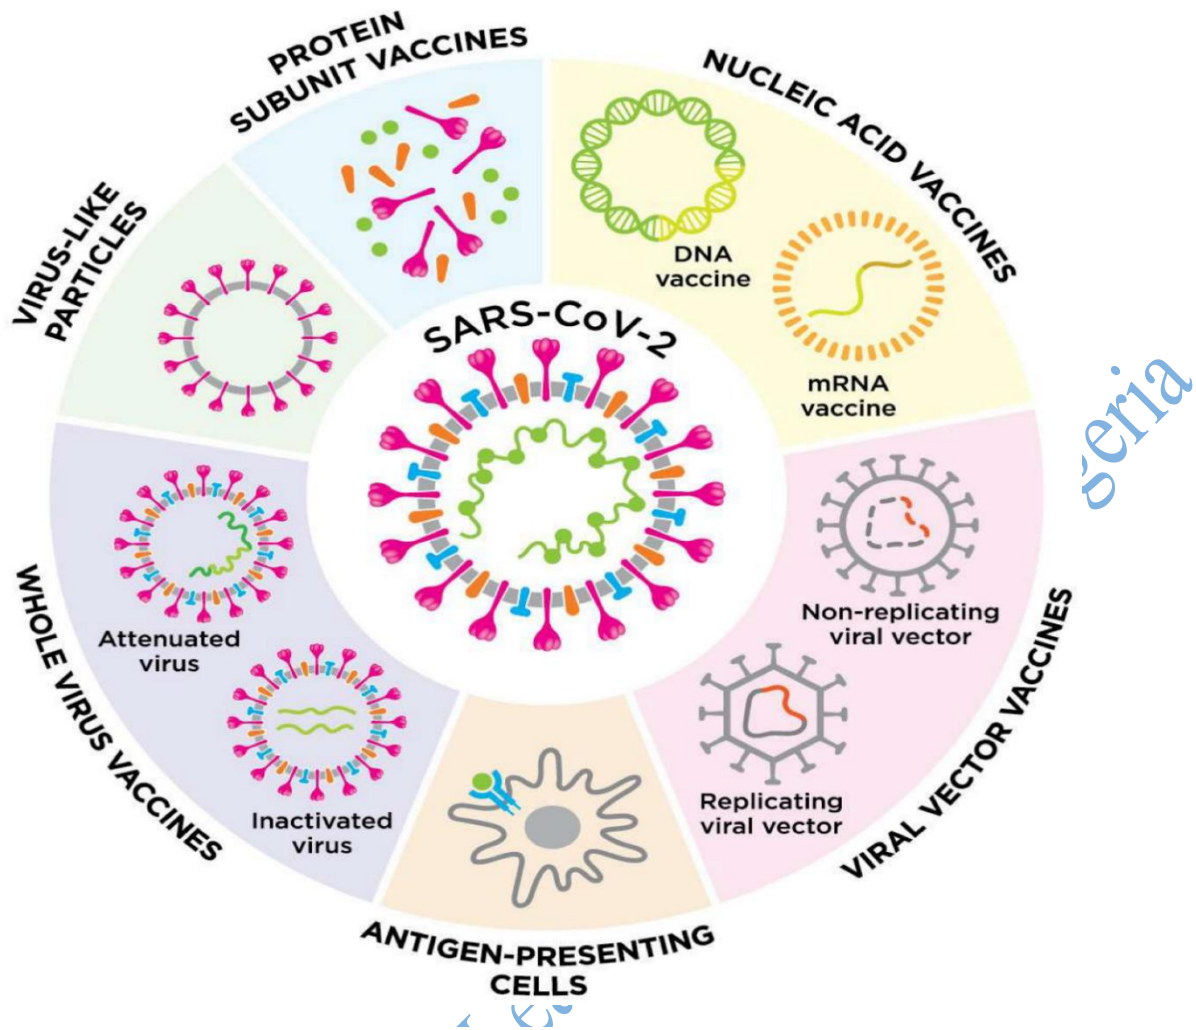 PROTEIN
SUBUNIT VACCINES
NUCLEIC ACID VACCINES
DNA
vaccine
mRNA
vaccine
VIRUS-LIKE
PARTICLES
SARS-CoV-2
Non-replicating
viral vector
Replicating
viral vector
VIRAL VECTOR VACCINES
Attenuated
virus
Inactivated
virus
WHOLE VIRUS VACCINES
ANTIGEN-PRESENTING
CELLS
geria